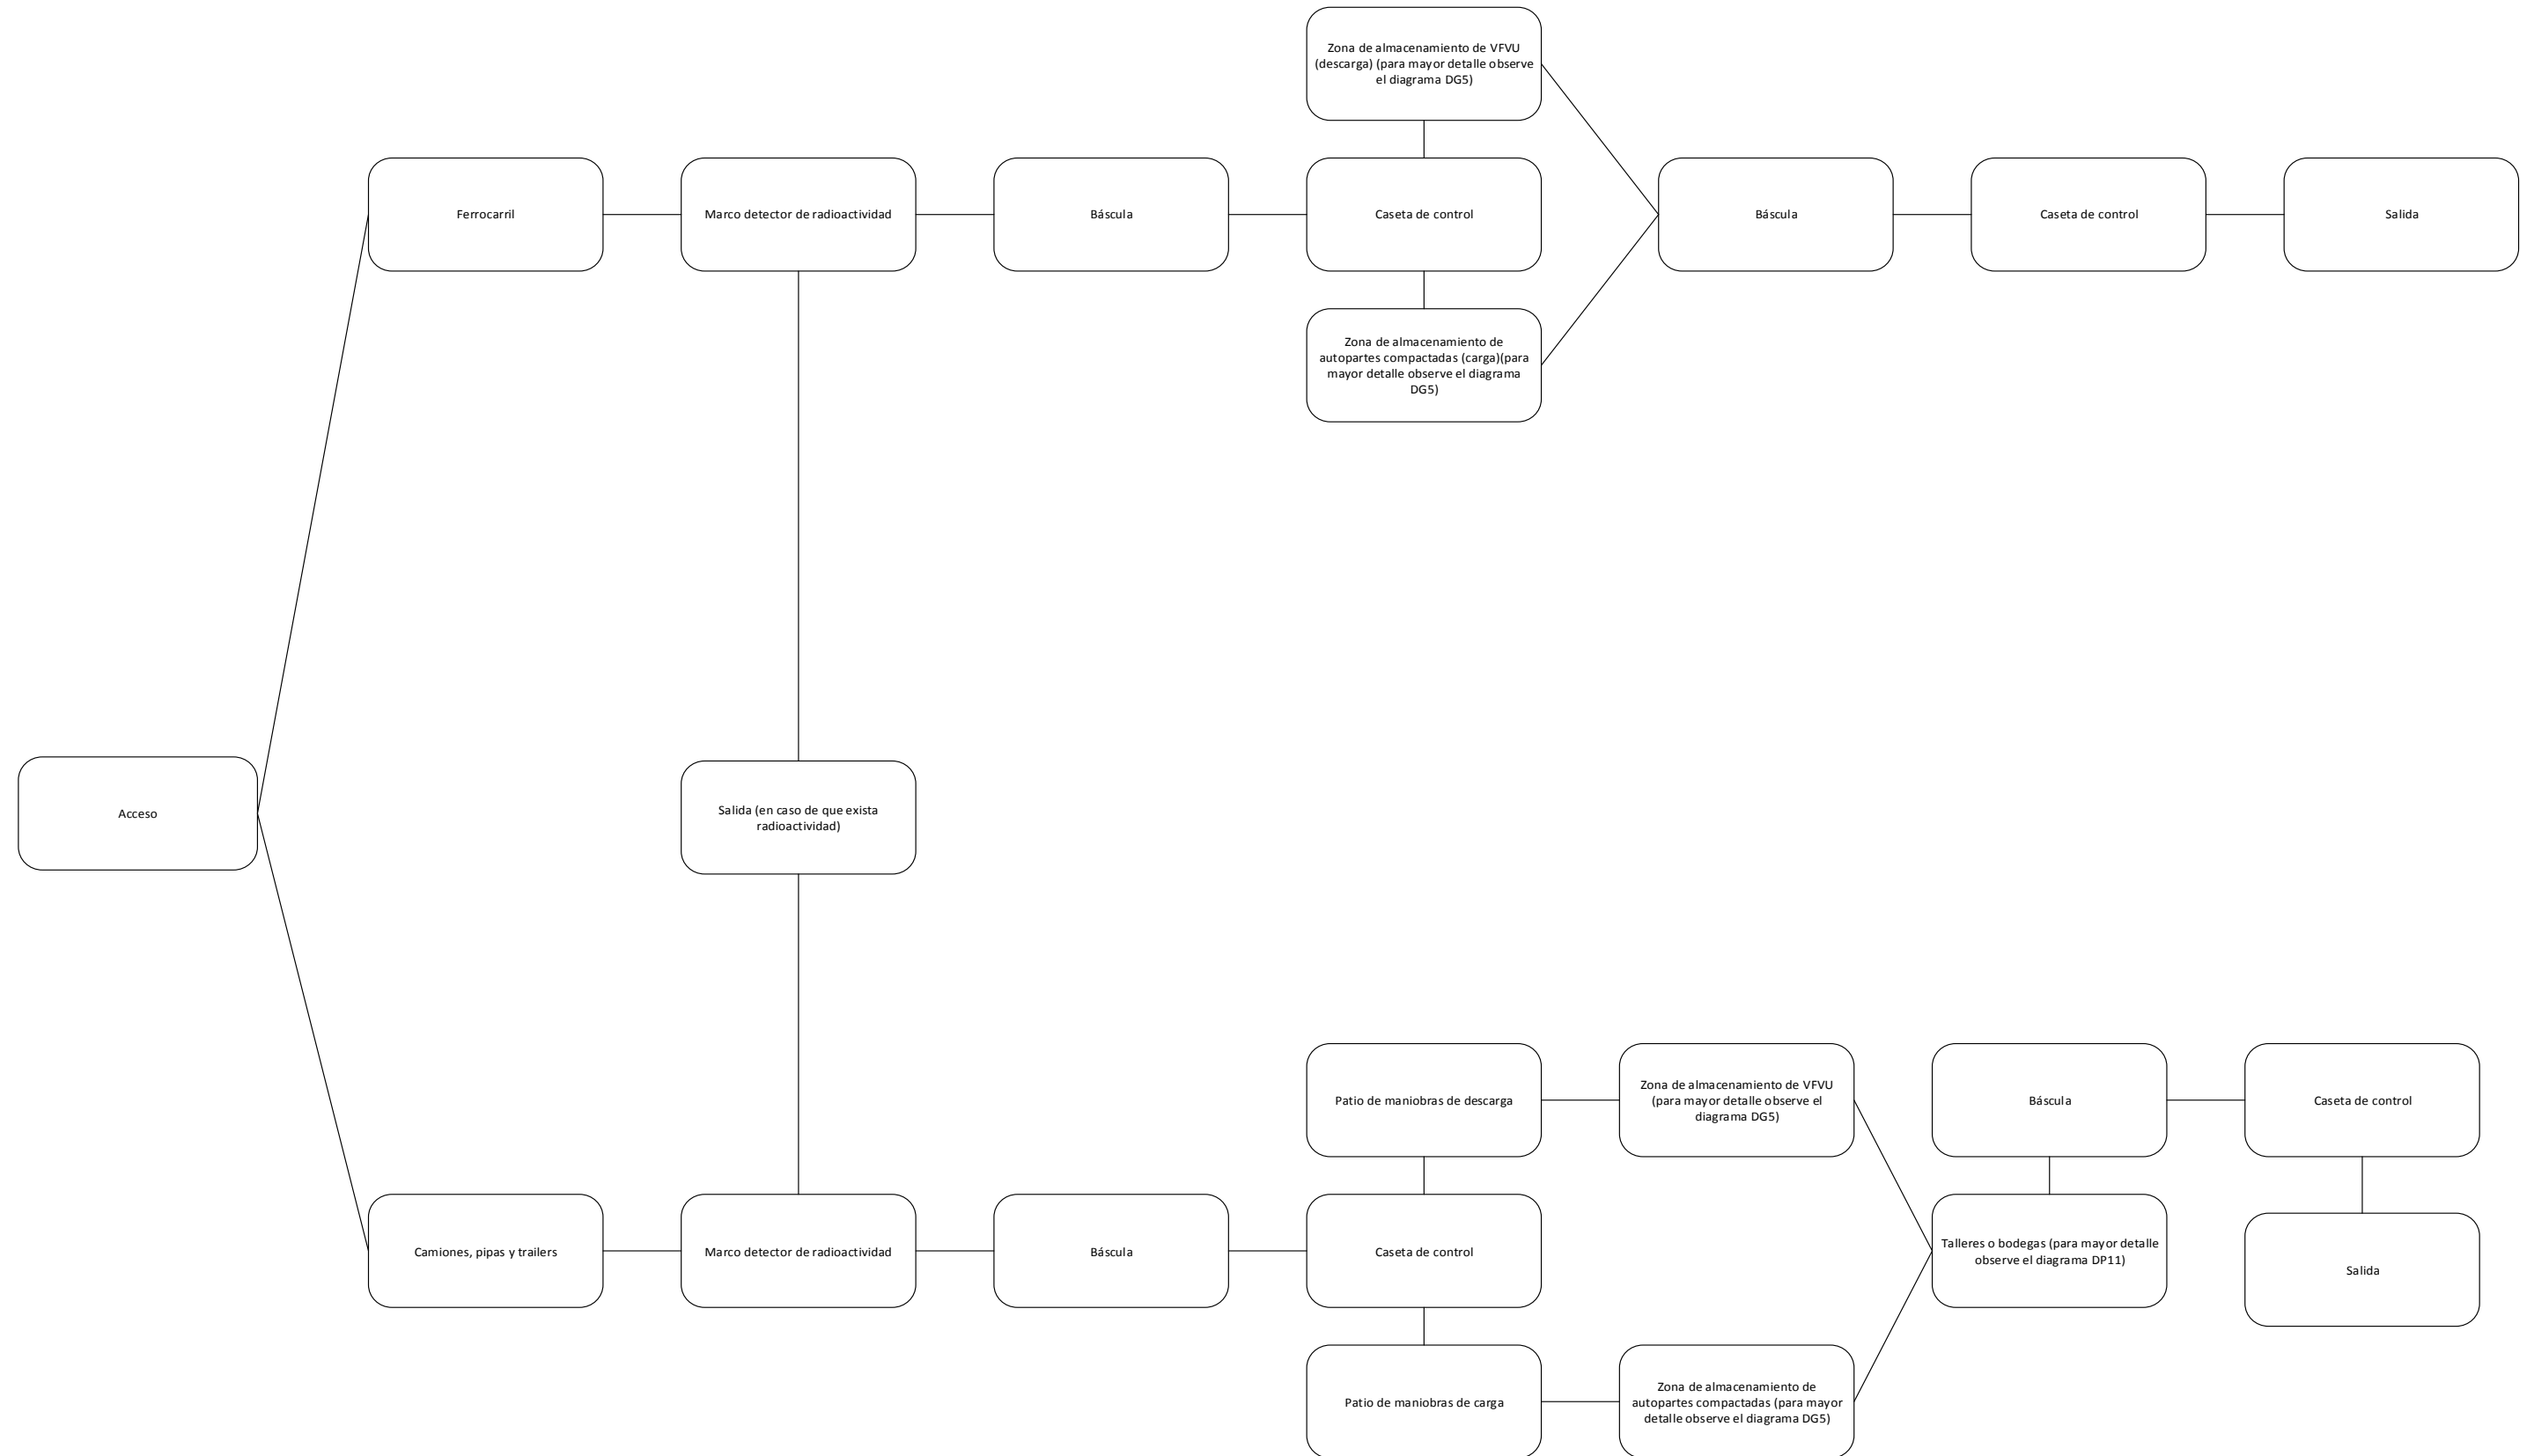 Zona de almacenamiento de VFVU
(descarga) (para mayor detalle observe
el diagrama DG5)
Ferrocarril
Marco detector de radioactividad
Báscula
Caseta de control
Báscula
Caseta de control
Salida
Zona de almacenamiento de
autopartes compactadas (carga)(para
mayor detalle observe el diagrama
DG5)
Acceso
Salida (en caso de que exista
radioactividad)
Patio de maniobras de descarga
Zona de almacenamiento de VFVU
(para mayor detalle observe el
diagrama DG5)
Báscula
Caseta de control
Camiones, pipas y trailers
Marco detector de radioactividad
Báscula
Caseta de control
Talleres o bodegas (para mayor detalle
observe el diagrama DP11)
Salida
Patio de maniobras de carga
Zona de almacenamiento de
autopartes compactadas (para mayor
detalle observe el diagrama DG5)